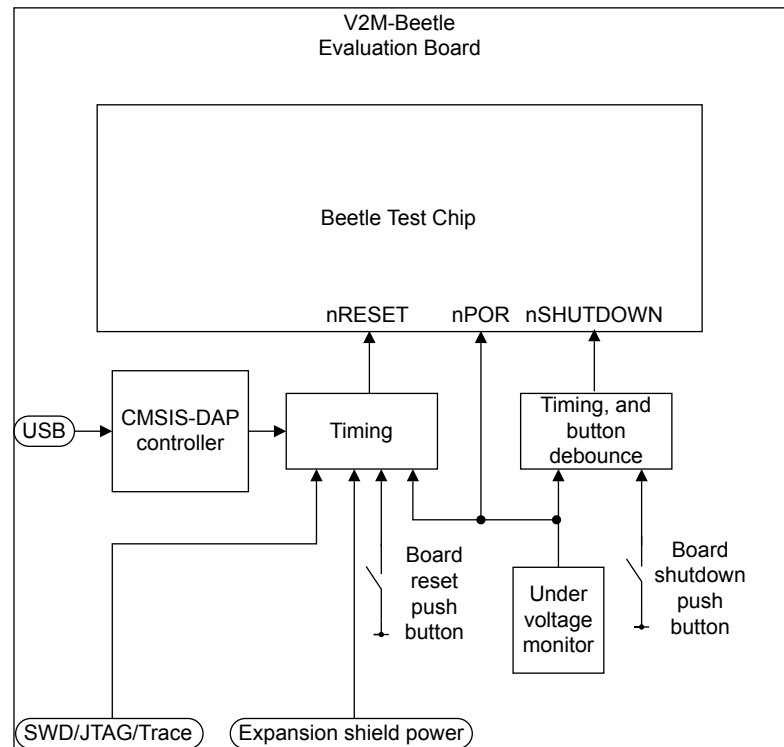 V2M-Beetle
Evaluation Board
Beetle Test Chip
nRESET nPOR nSHUTDOWN
USB
CMSIS-DAP
controller
Timing
Timing, and
button
debounce
Board
reset
push
button
Under
voltage
monitor
Board
shutdown
push
button
SWD/JTAG/Trace
Expansion shield power